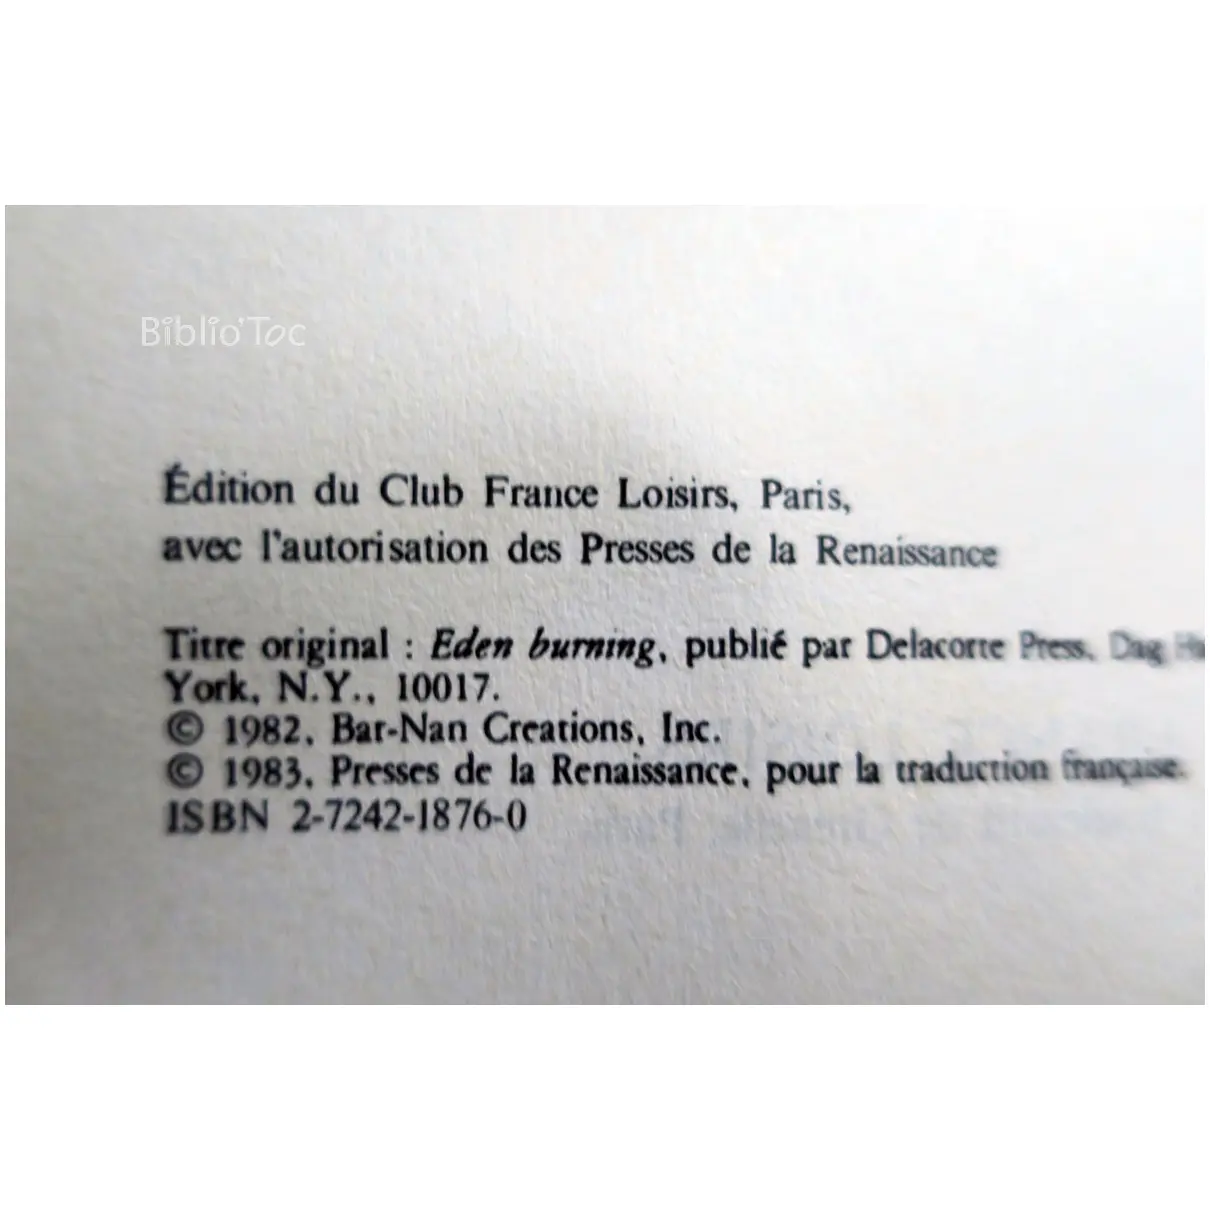 Biblio'Toc
Édition du Club France Loisirs, Paris,
avec l'autorisation des Presses de la Renaissance
Titre original : Eden burning, publié par Delacorte Press, Dag
York, N.Y., 10017.
© 1982, Bar-Nan Creations, Inc.
© 1983, Presses de la Renaissance, pour la traduction française.
ISBN 2-7242-1876-0